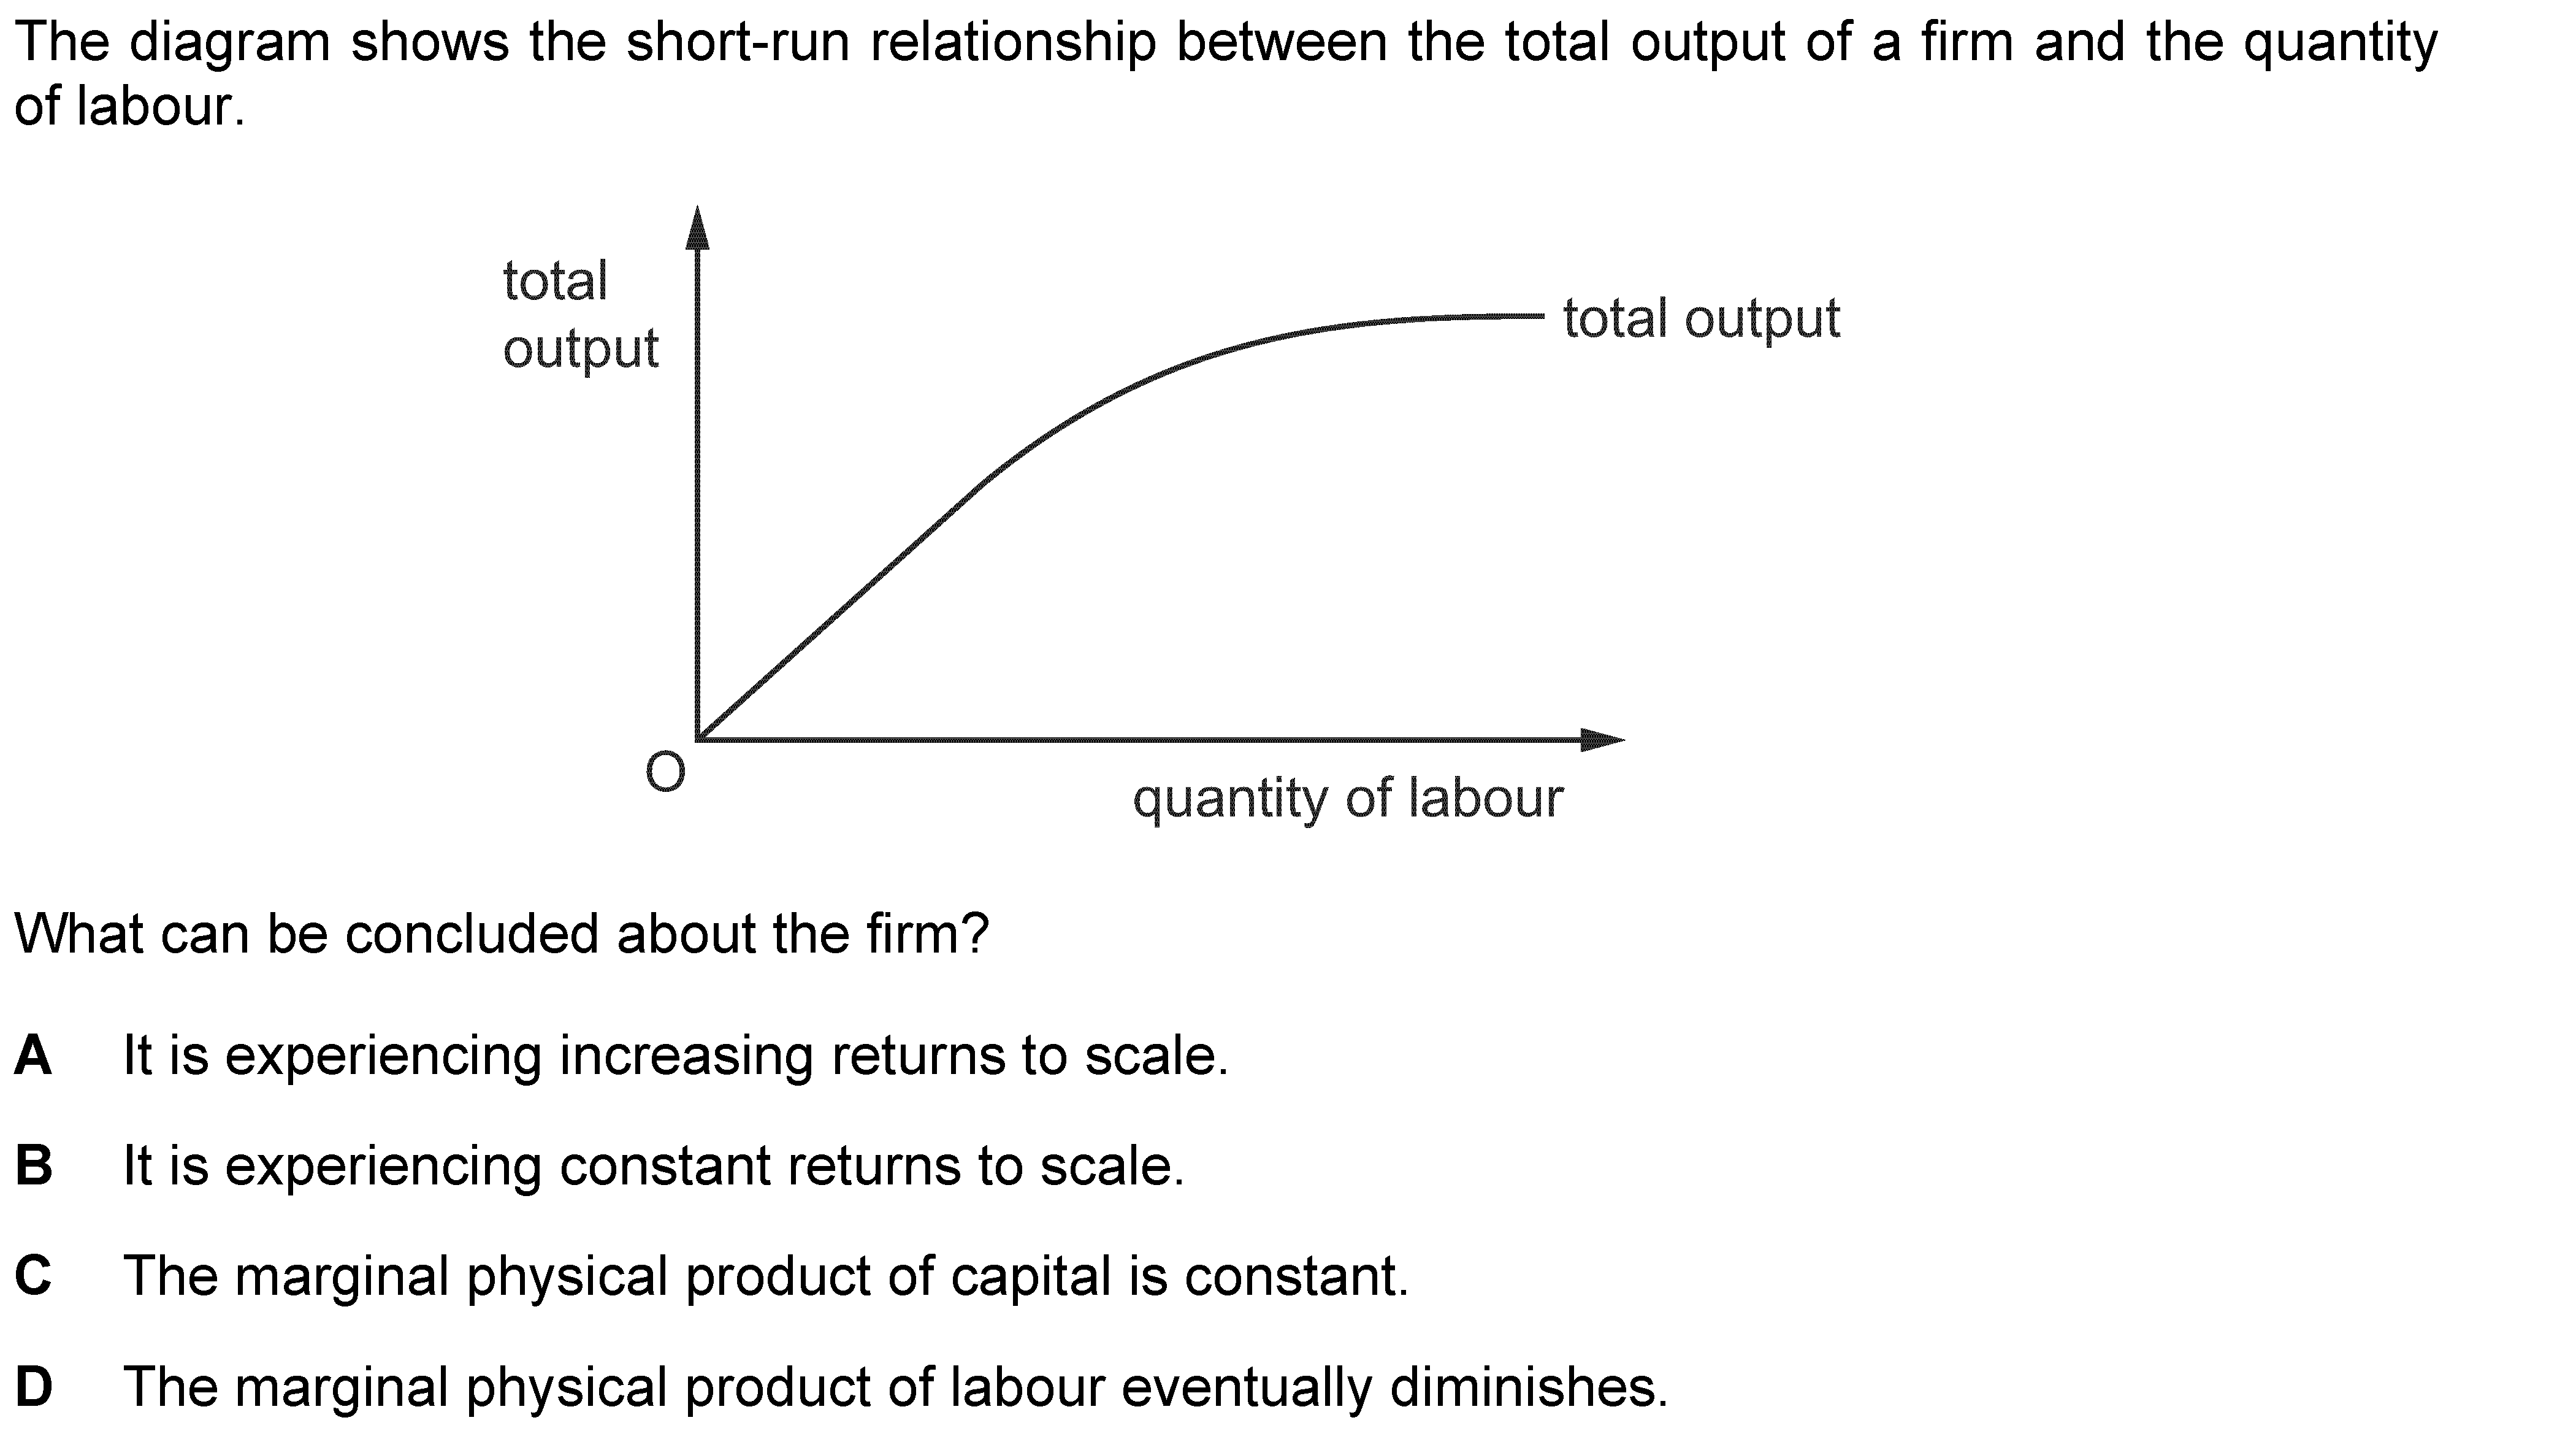 The diagram shows the short-run relationship between the total output of a firm and the quantity
of labour.
total
output
total output
O
quantity of labour
What can be concluded about the firm?
A It is experiencing increasing returns to scale.
B It is experiencing constant returns to scale.
C The marginal physical product of capital is constant.
D The marginal physical product of labour eventually diminishes.